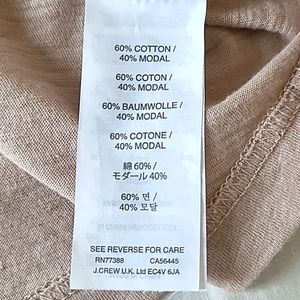 60% COTTON /
40% MODAL
60% COTON /
40% MODAL
60% BAUMWOLLE /
40% MODAL
60% COTONE /
40% MODAL
綿 60% /
モダール 40%
60% 면 /
40% 모달
SEE REVERSE FOR CARE
RN77388 CA56445
J.CREW U.K. Ltd EC4V 6JA